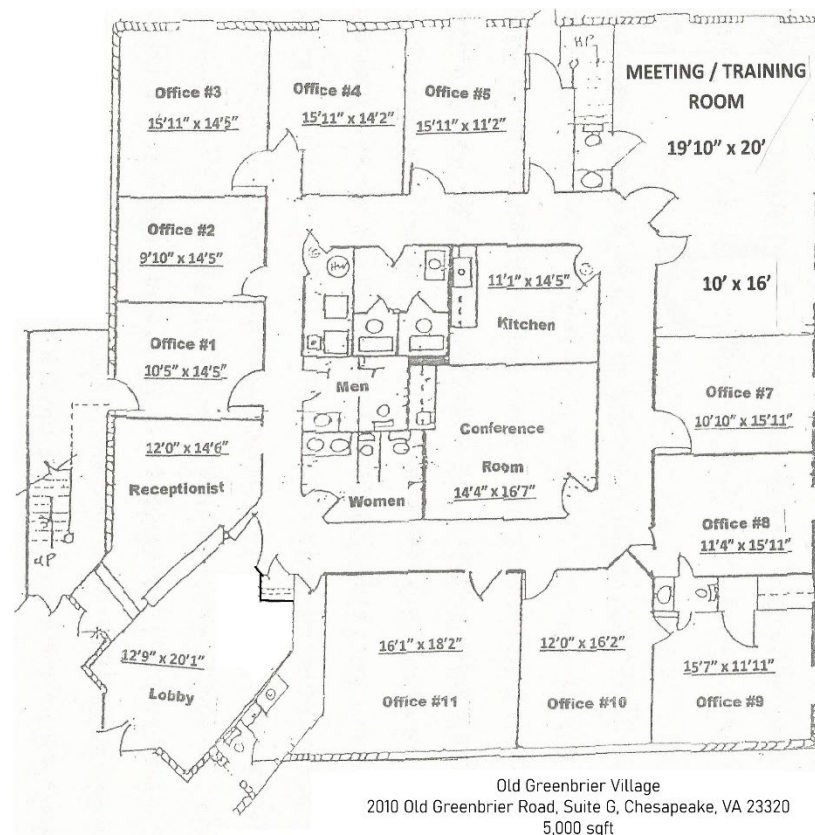 Office #3
15'11" x 14'5"
Office #4
15'11" x 14'2"
Office #5
15'11" x 11'2"
MEETING / TRAINING
ROOM
19'10" x 20'
10' x 16'
Office #2
9'10" x 14'5"
HW
11'1" x 14'5"
Kitchen
Office #1
10'5" x 14'5"
Men
Women
Conference
Room
14'4" x 16'7"
Office #7
10'10" x 15'11"
12'0" x 14'6"
Receptionist
UP
Office #8
11'4" x 15'11"
12'9" x 20'1"
Lobby
16'1" x 18'2"
Office #11
12'0" x 16'2"
Office #10
15'7" x 11'11"
Office #9
Old Greenbrier Village
2010 Old Greenbrier Road, Suite G, Chesapeake, VA 23320
5,000 sqft